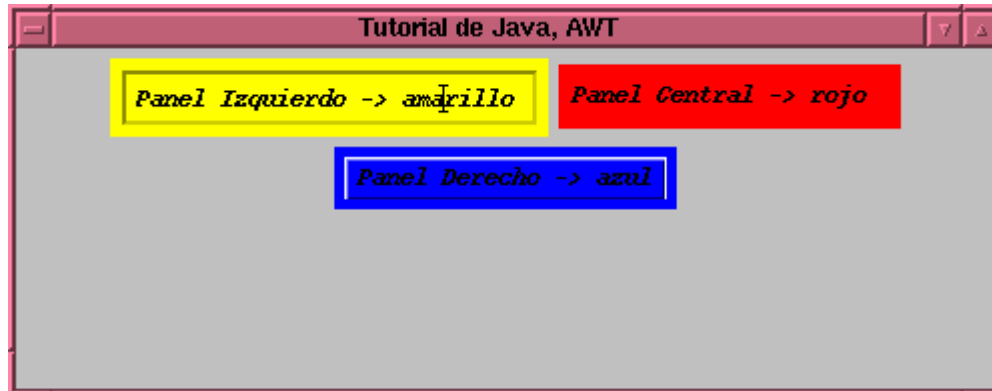 Tutorial de Java, AWT
Panel Izquierdo -> amarillo
Panel Central -> rojo
Panel Derecho -> azul